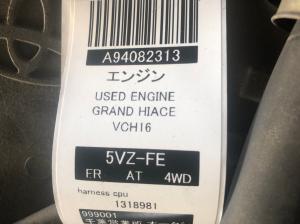 A94082313
エンジン
USED ENGINE
GRAND HIACE
VCH16
5VZ-FE
FR AT 4WD
harness cpu
1318981
999001